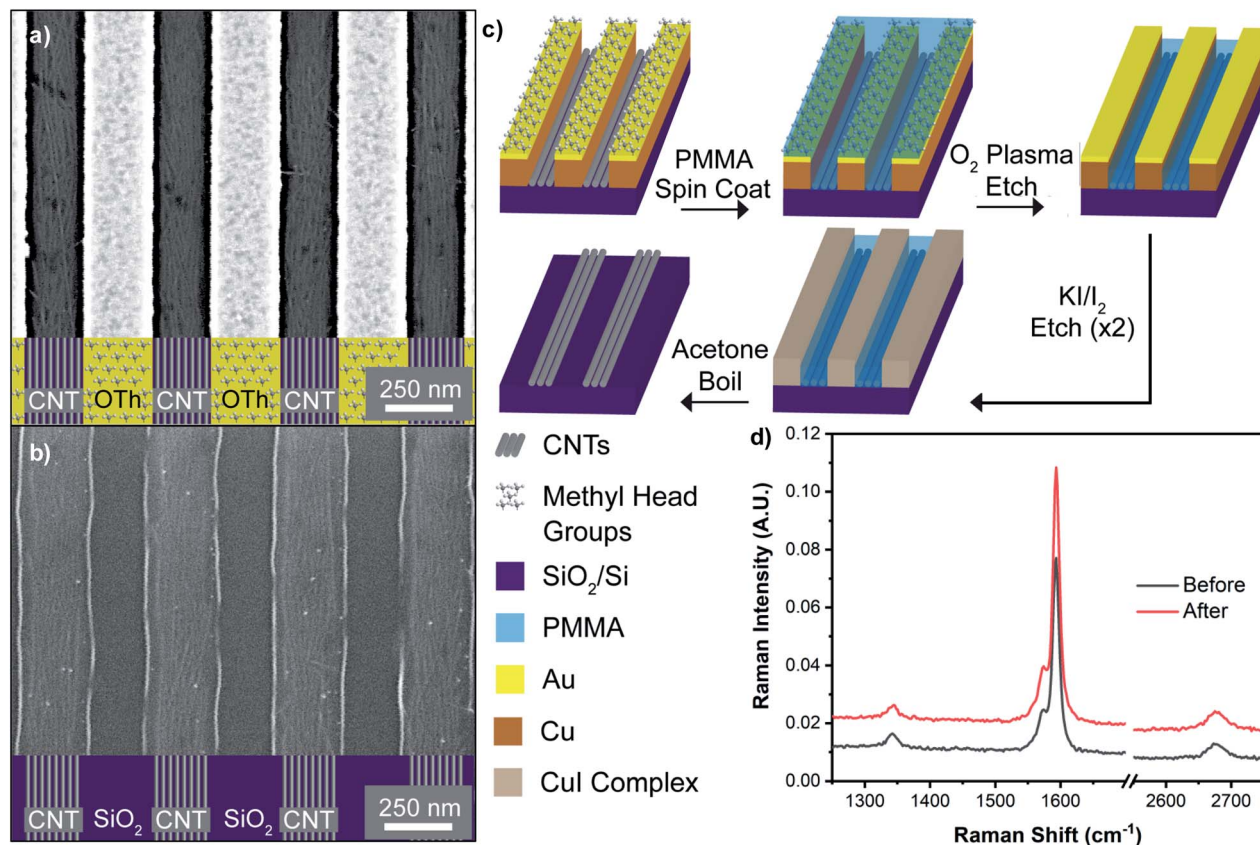 a)
CNT OTh CNT OTh CNT
250 nm
b)
CNT SiO₂ CNT SiO₂ CNT
250 nm
c)
PMMA
Spin Coat
O₂ Plasma
Etch
KI/I₂
Etch (x2)
Acetone
Boil
CNTs
Methyl Head
Groups
SiO₂/Si
PMMA
Au
Cu
CuI Complex
d)
Raman Intensity (A.U.)
0.12
0.10
0.08
0.06
0.04
0.02
0.00
Before
After
1300 1400 1500 1600 2600 2700
Raman Shift (cm⁻¹)